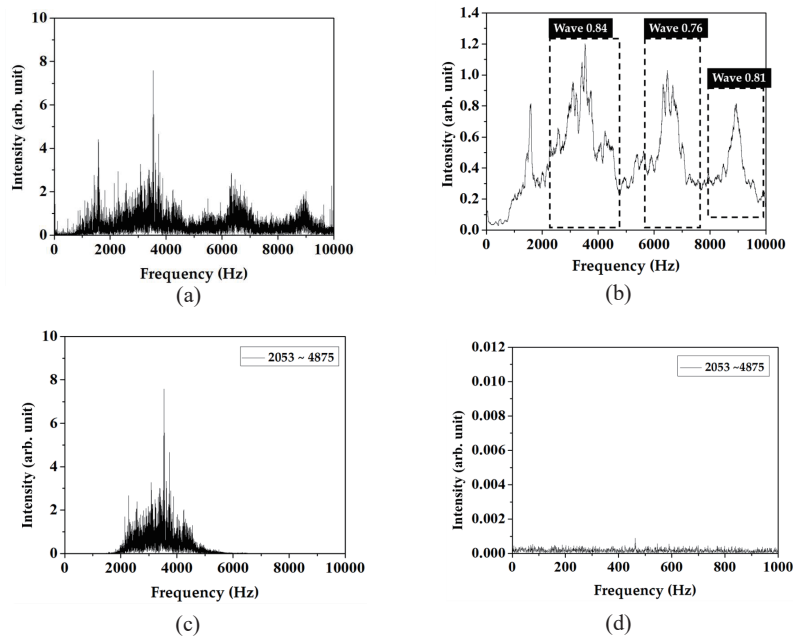 10
8
6
4
2
0
Intensity (arb. unit)
0 2000 4000 6000 8000 10000
Frequency (Hz)
(a)
1.4
1.2
1.0
0.8
0.6
0.4
0.2
0.0
Intensity (arb. unit)
Wave 0.84
Wave 0.76
Wave 0.81
0 2000 4000 6000 8000 10000
Frequency (Hz)
(b)
10
8
6
4
2
0
Intensity (arb. unit)
2053 ~ 4875
0 2000 4000 6000 8000 10000
Frequency (Hz)
(c)
0.012
0.010
0.008
0.006
0.004
0.002
0.000
Intensity (arb. unit)
2053 ~4875
0 200 400 600 800 1000
Frequency (Hz)
(d)